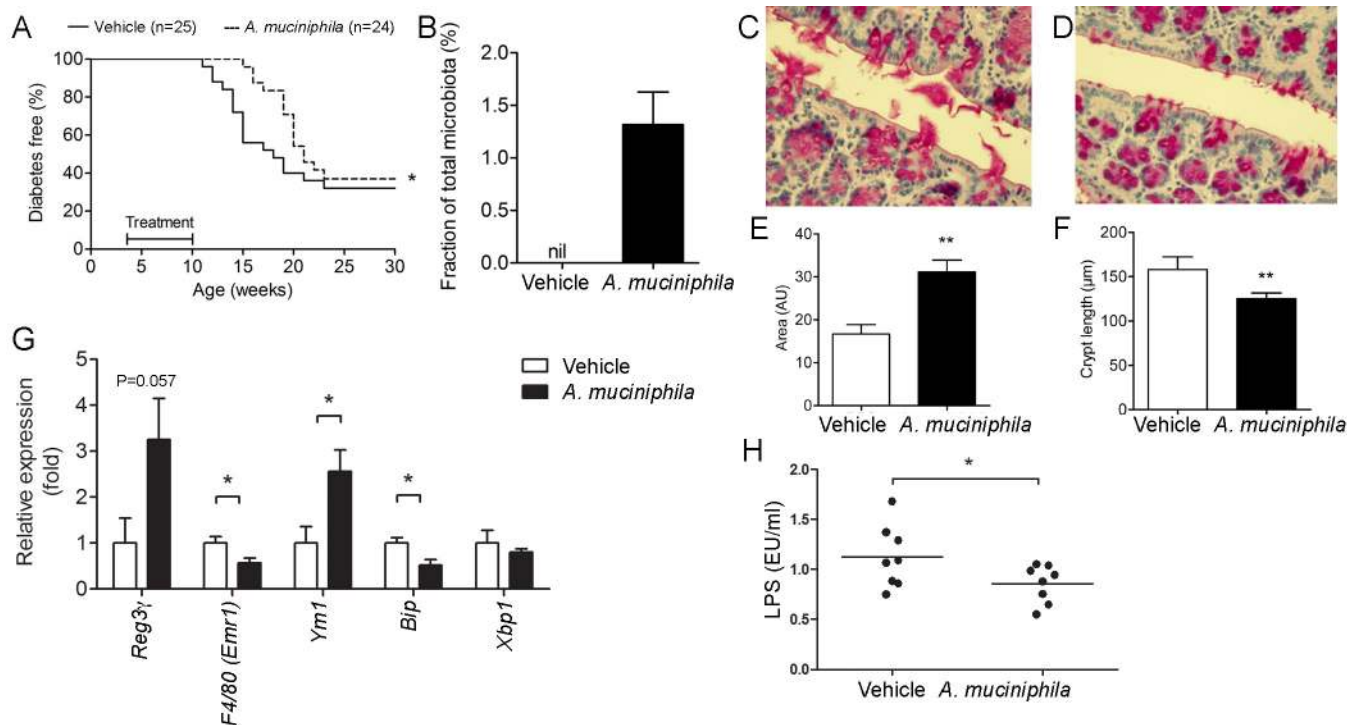 A
Vehicle (n=25) A. muciniphila (n=24)
Diabetes free (%)
100
80
60
40
20
0
Treatment
0 5 10 15 20 25 30
Age (weeks)
*
B
Fraction of total microbiota (%)
2.0
1.5
1.0
0.5
0.0
nil
Vehicle A. muciniphila
C
D
E
Area (AU)
40
30
20
10
0
**
Vehicle A. muciniphila
F
Crypt length (µm)
200
150
100
50
0
**
Vehicle A. muciniphila
G
Relative expression
(fold)
5
4
3
2
1
0
P=0.057
*
*
*
Vehicle
A. muciniphila
Reg3γ
F4/80 (Emr1)
Ym1
Bip
Xbp1
H
LPS (EU/ml)
2.0
1.5
1.0
0.5
0.0
*
Vehicle A. muciniphila